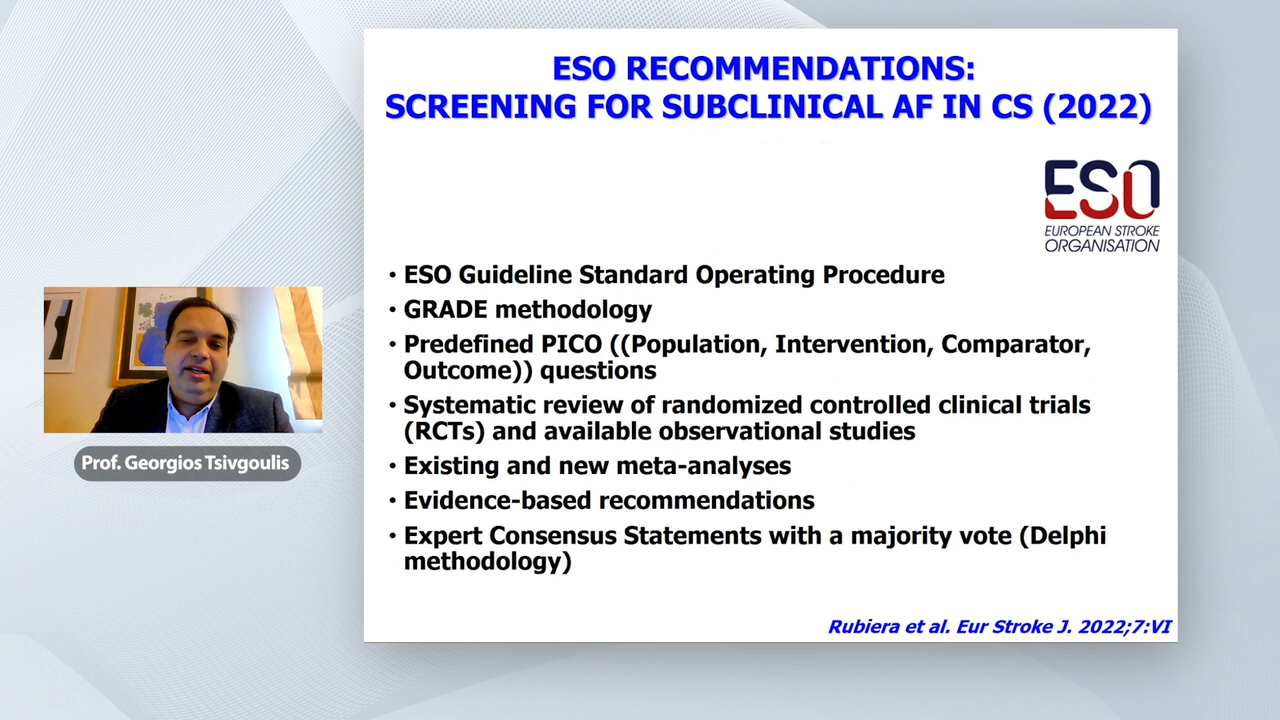 ESO RECOMMENDATIONS:
SCREENING FOR SUBCLINICAL AF IN CS (2022)
ESO
EUROPEAN STROKE
ORGANISATION
• ESO Guideline Standard Operating Procedure
• GRADE methodology
• Predefined PICO ((Population, Intervention, Comparator,
Outcome)) questions
• Systematic review of randomized controlled clinical trials
(RCTs) and available observational studies
• Existing and new meta-analyses
• Evidence-based recommendations
• Expert Consensus Statements with a majority vote (Delphi
methodology)
Rubiera et al. Eur Stroke J. 2022;7:VI
Prof. Georgios Tsivgoulis